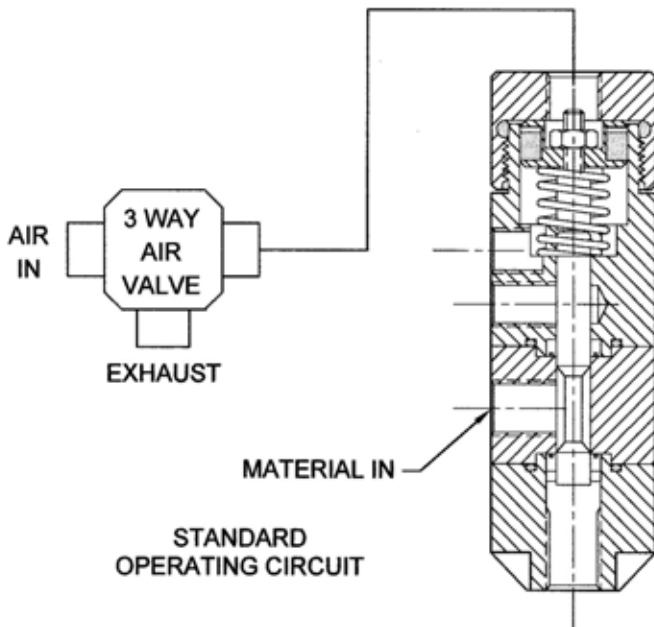 3 WAY
AIR
VALVE
AIR
IN
EXHAUST
MATERIAL IN
STANDARD
OPERATING CIRCUIT